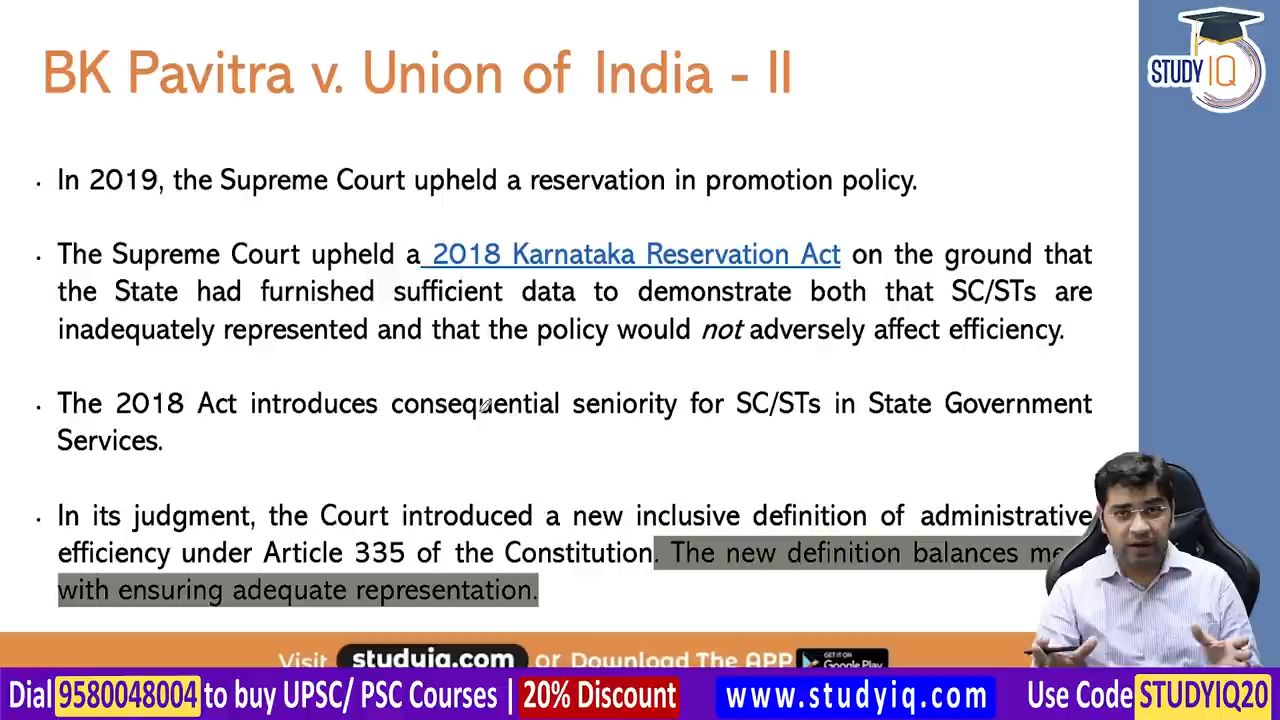 BK Pavitra v. Union of India - II
STUDY IQ
• In 2019, the Supreme Court upheld a reservation in promotion policy.
• The Supreme Court upheld a 2018 Karnataka Reservation Act on the ground that
the State had furnished sufficient data to demonstrate both that SC/STs are
inadequately represented and that the policy would not adversely affect efficiency.
• The 2018 Act introduces consequential seniority for SC/STs in State Government
Services.
• In its judgment, the Court introduced a new inclusive definition of administrative
efficiency under Article 335 of the Constitution. The new definition balances
with ensuring adequate representation.
Visit studyiq.com or Download The APP GET IT ON Google Play
Dial 9580048004 to buy UPSC/ PSC Courses | 20% Discount www.studyiq.com Use Code STUDYIQ20